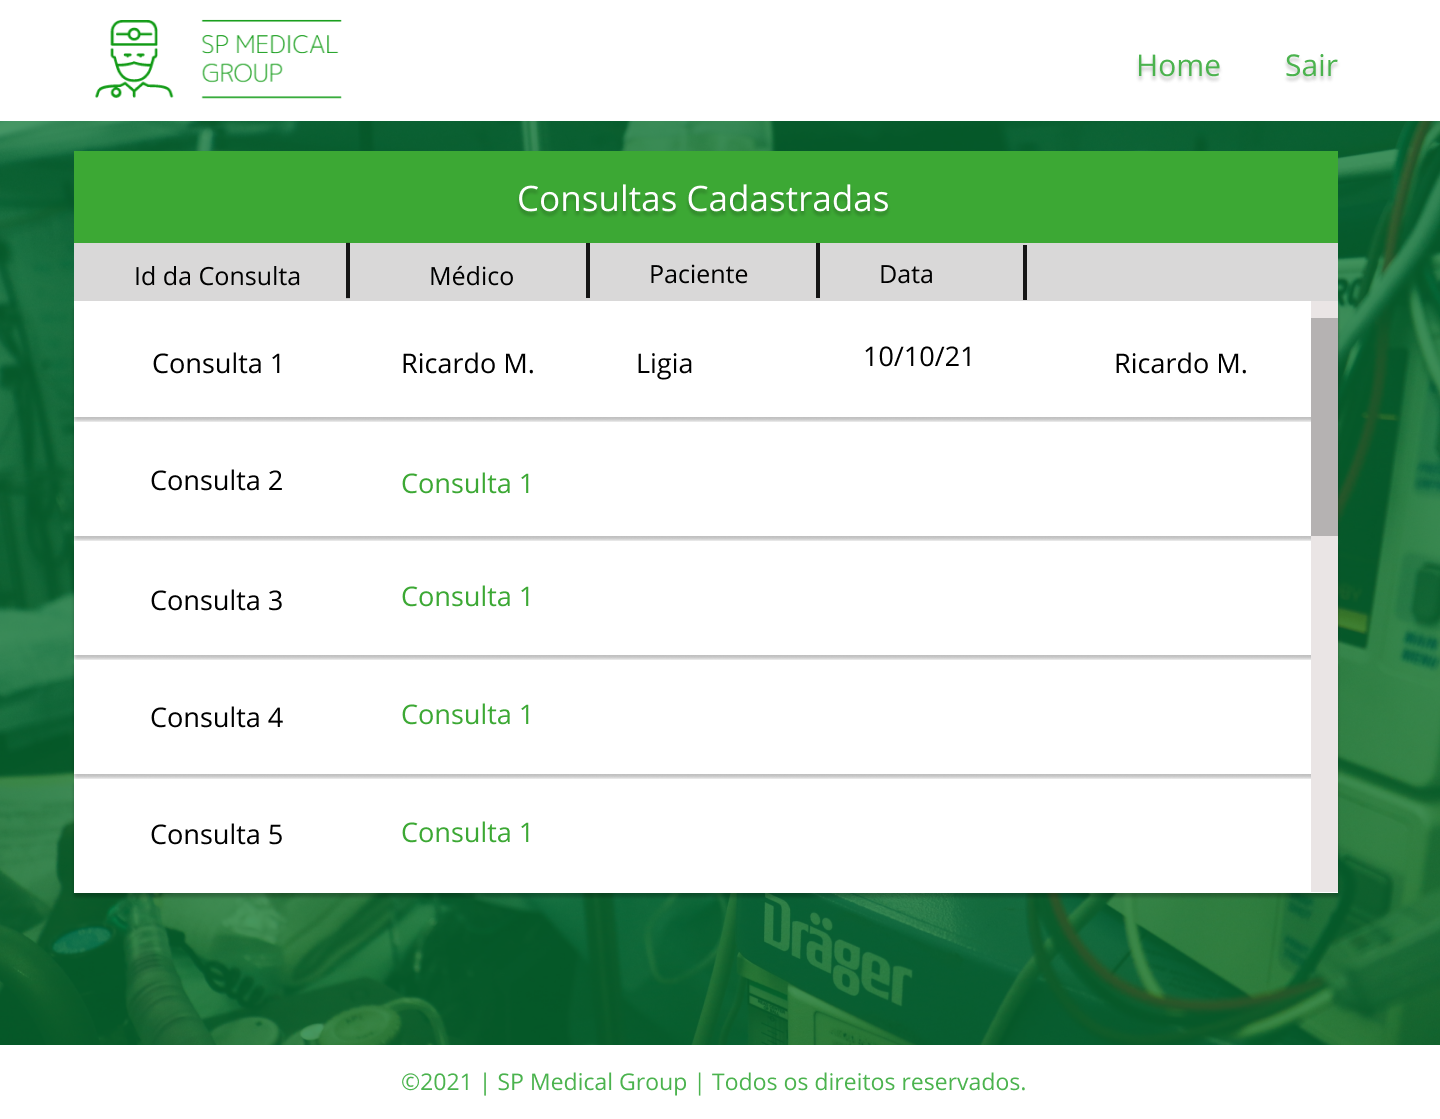 SP MEDICAL
GROUP
Home Sair
Consultas Cadastradas
Id da Consulta Médico Paciente Data
Consulta 1 Ricardo M. Ligia 10/10/21 Ricardo M.
Consulta 2 Consulta 1
Consulta 3 Consulta 1
Consulta 4 Consulta 1
Consulta 5 Consulta 1
Dräger
©2021 | SP Medical Group | Todos os direitos reservados.